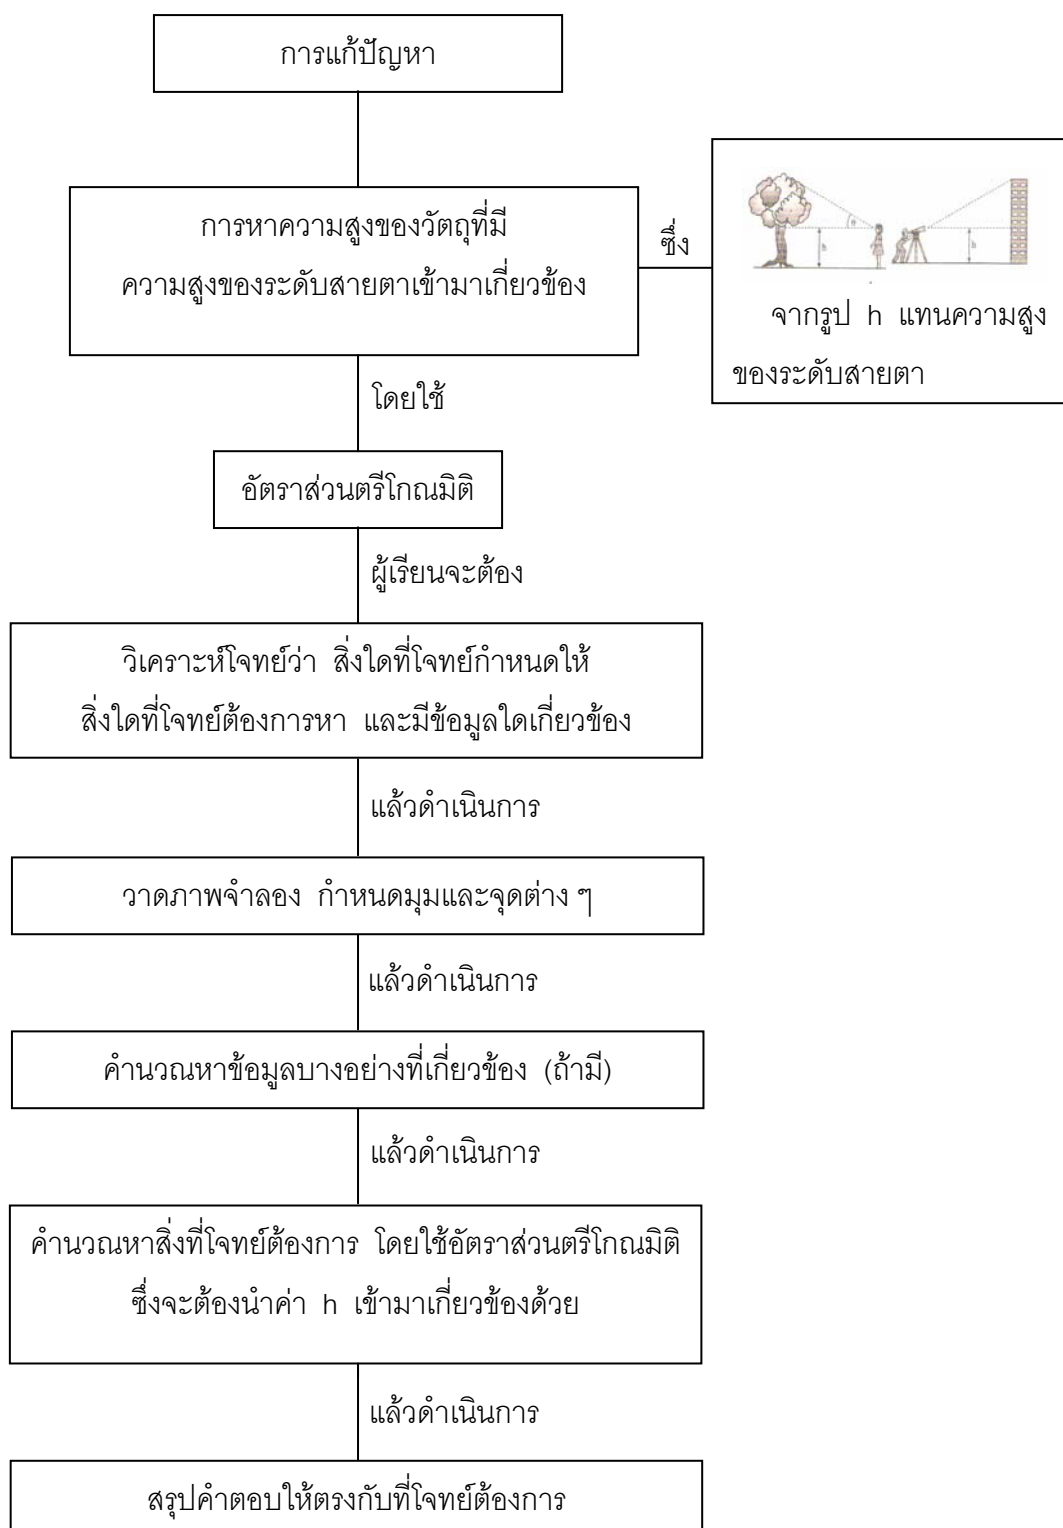 การแก้ปัญหา
การหาความสูงของวัตถุที่มี
ความสูงของระดับสายตาเข้ามาเกี่ยวข้อง
ซึ่ง
θ
h
h
จากรูป h แทนความสูง
ของระดับสายตา
โดยใช้
อัตราส่วนตรีโกณมิติ
ผู้เรียนจะต้อง
วิเคราะห์โจทย์ว่า สิ่งใดที่โจทย์กำหนดให้
สิ่งใดที่โจทย์ต้องการหา และมีข้อมูลใดเกี่ยวข้อง
แล้วดำเนินการ
วาดภาพจำลอง กำหนดมุมและจุดต่าง ๆ
แล้วดำเนินการ
คำนวณหาข้อมูลบางอย่างที่เกี่ยวข้อง (ถ้ามี)
แล้วดำเนินการ
คำนวณหาสิ่งที่โจทย์ต้องการ โดยใช้อัตราส่วนตรีโกณมิติ
ซึ่งจะต้องนำค่า h เข้ามาเกี่ยวข้องด้วย
แล้วดำเนินการ
สรุปคำตอบให้ตรงกับที่โจทย์ต้องการ